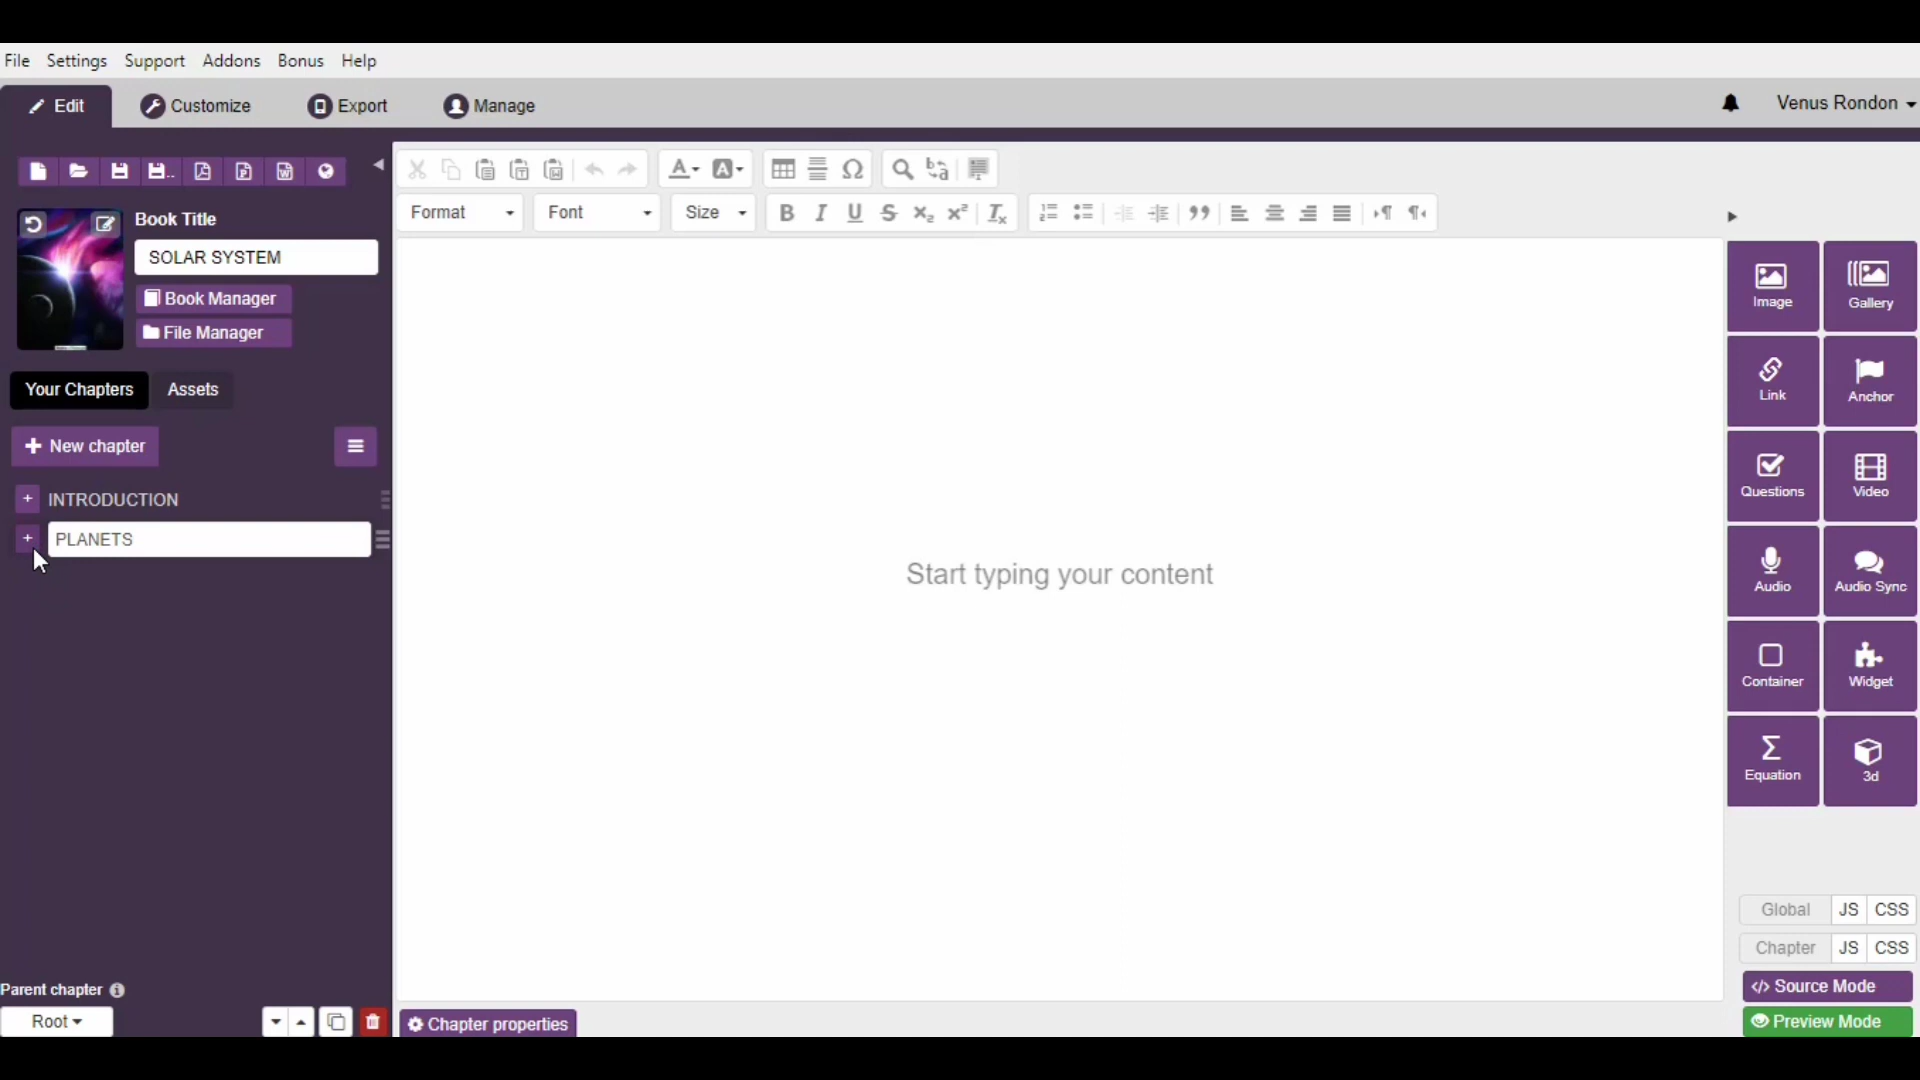 File Settings Support Addons Bonus Help
Edit Customize Export Manage Venus Rondon
Book Title
SOLAR SYSTEM
Book Manager
File Manager
Your Chapters Assets
+ New chapter
+ INTRODUCTION
+ PLANETS
Parent chapter
Root
Format Font Size
Start typing your content
Chapter properties
Image Gallery
Link Anchor
Questions Video
Audio Audio Sync
Container Widget
Equation 3d
Global JS CSS
Chapter JS CSS
</> Source Mode
Preview Mode